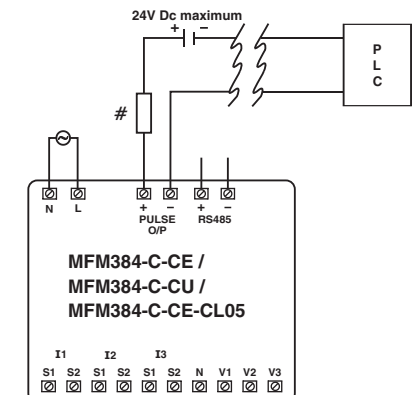 24V Dc maximum
+ −
P
L
C
#
N L + − + −
PULSE O/P RS485
MFM384-C-CE /
MFM384-C-CU /
MFM384-C-CE-CL05
I1 I2 I3
S1 S2 S1 S2 S1 S2 N V1 V2 V3